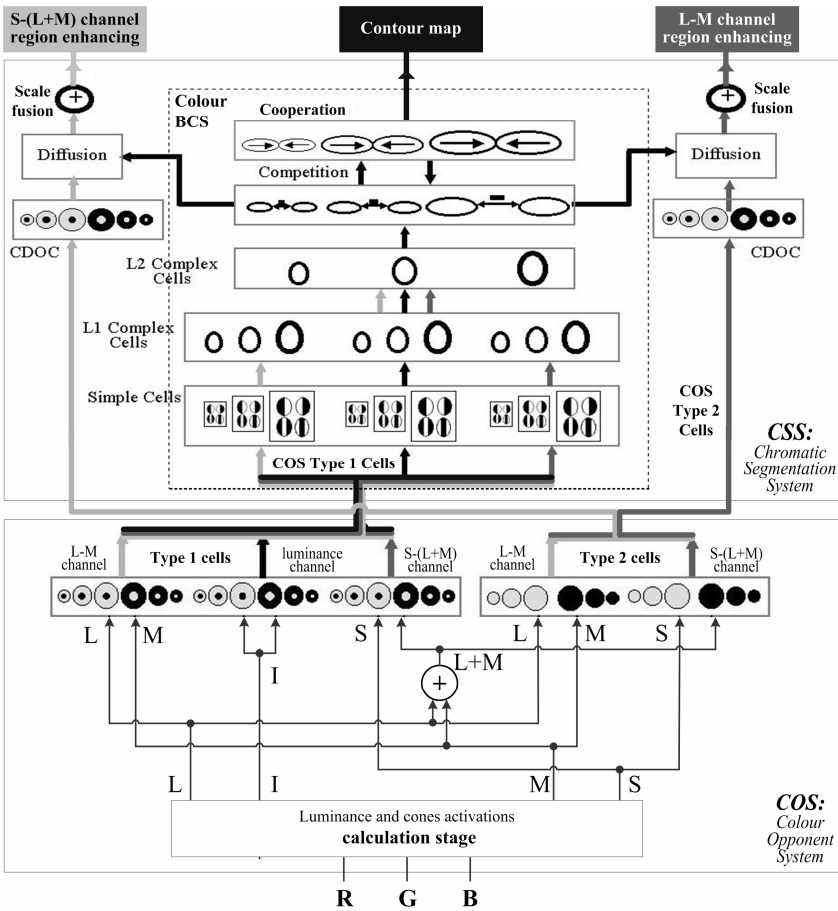 S-(L+M) channel
region enhancing
Contour map
L-M channel
region enhancing
Scale
fusion
+
Colour
BCS
Cooperation
+
Scale
fusion
Diffusion
Competition
Diffusion
CDOC
CDOC
L2 Complex
Cells
L1 Complex
Cells
Simple Cells
COS
Type 2
Cells
COS Type 1 Cells
CSS:
Chromatic
Segmentation
System
L-M
channel
Type 1 cells
luminance
channel
S-(L+M)
channel
L-M
channel
Type 2 cells
S-(L+M)
channel
L
M
I
S
L+M
+
L
M
S
L
I
M
S
Luminance and cones activations
calculation stage
COS:
Colour
Opponent
System
R
G
B